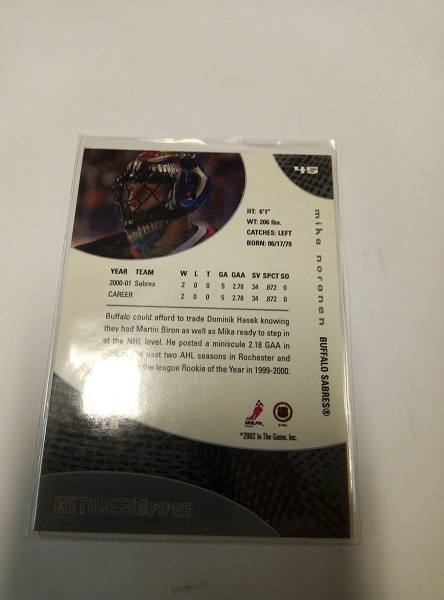 45
mika noronen
BUFFALO SABRES®
HT: 6'1"
WT: 206 lbs.
CATCHES: LEFT
BORN: 06/17/79
YEAR TEAM W L T GA GAA SV SPCT SO
2000-01 Sabres 2 0 0 5 2.78 34 .872 0
CAREER 2 0 0 5 2.78 34 .872 0
Buffalo could afford to trade Dominik Hasek knowing
they had Martin Biron as well as Mika ready to step in
at the NHL level. He posted a miniscule 2.18 GAA in
past two AHL seasons in Rochester and
the league Rookie of the Year in 1999-2000.
NHLPA
©2002 In The Game, Inc.
BETWEEN THE PIPES